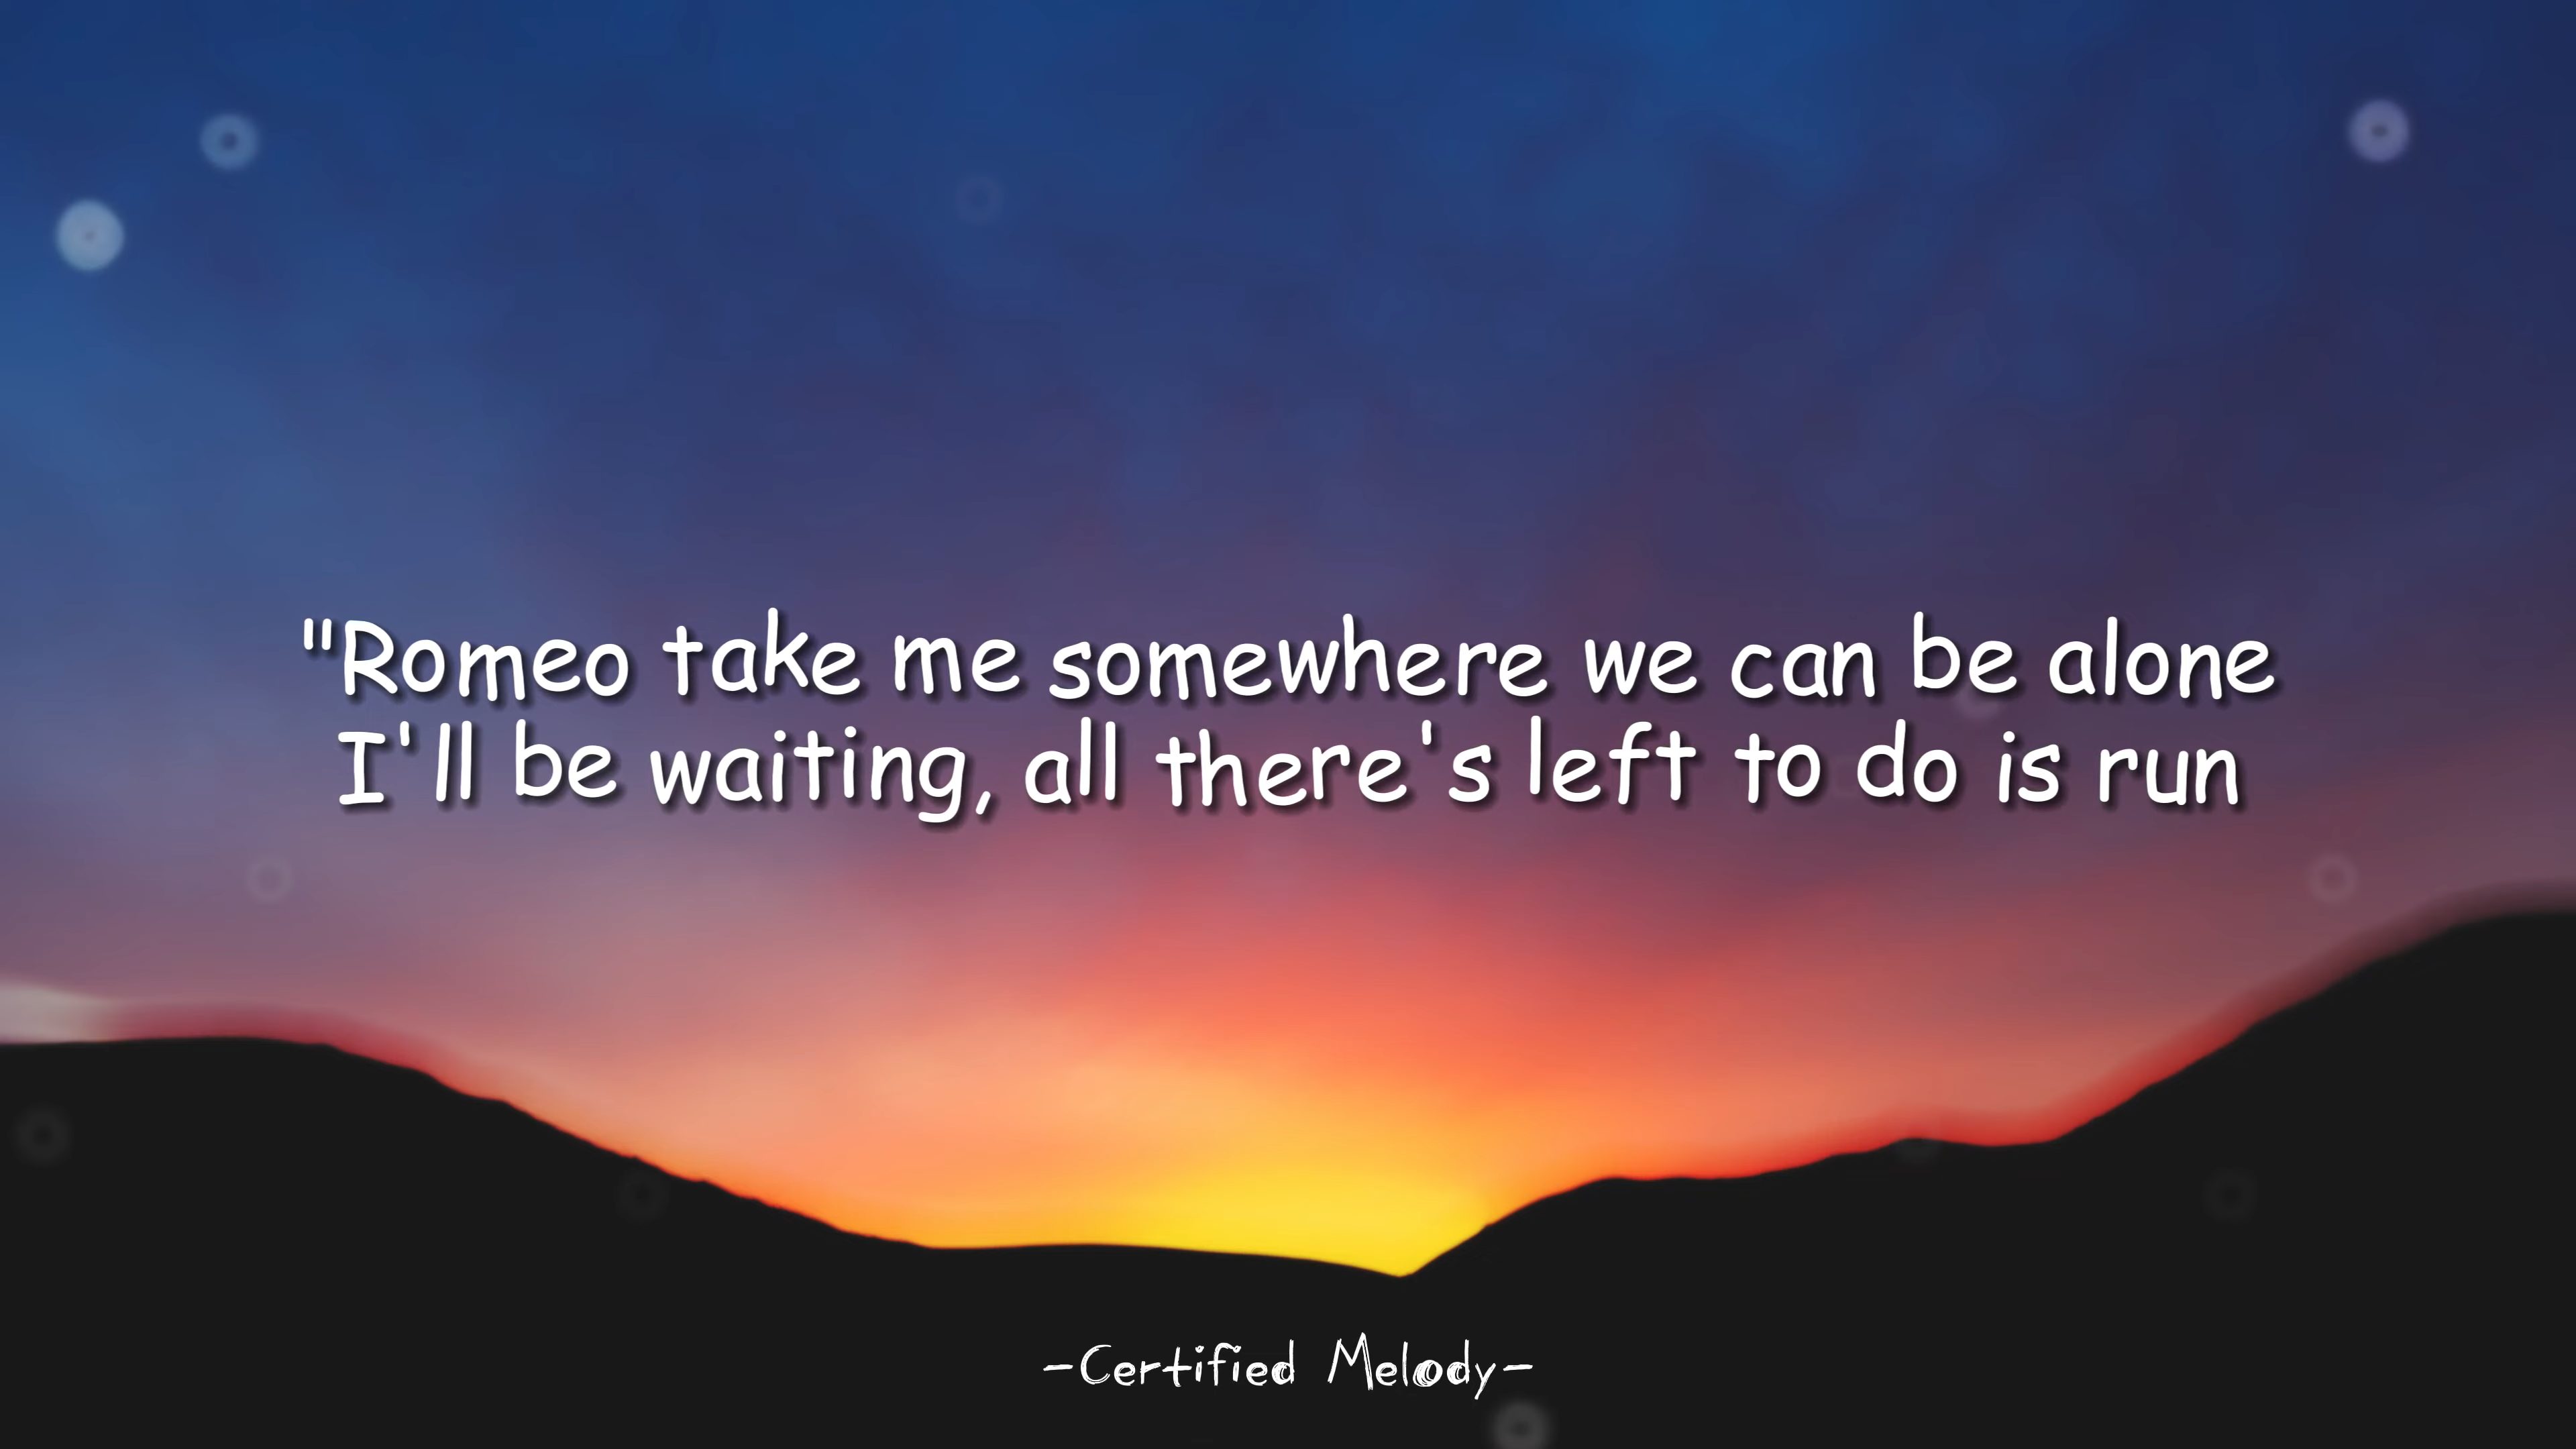 "Romeo take me somewhere we can be alone
I'll be waiting, all there's left to do is run
-Certified Melody-